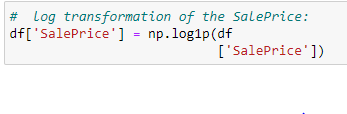 #  log transformation of the SalePrice:
df['SalePrice'] = np.log1p(df
                           ['SalePrice'])